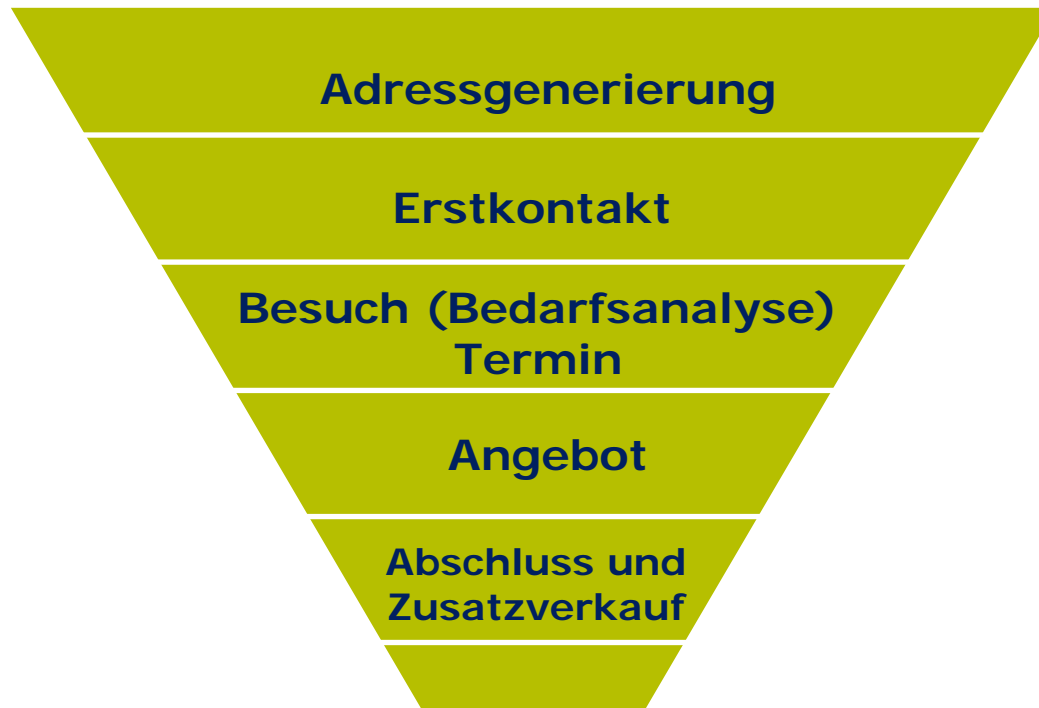 Adressgenerierung
Erstkontakt
Besuch (Bedarfsanalyse)
Termin
Angebot
Abschluss und
Zusatzverkauf